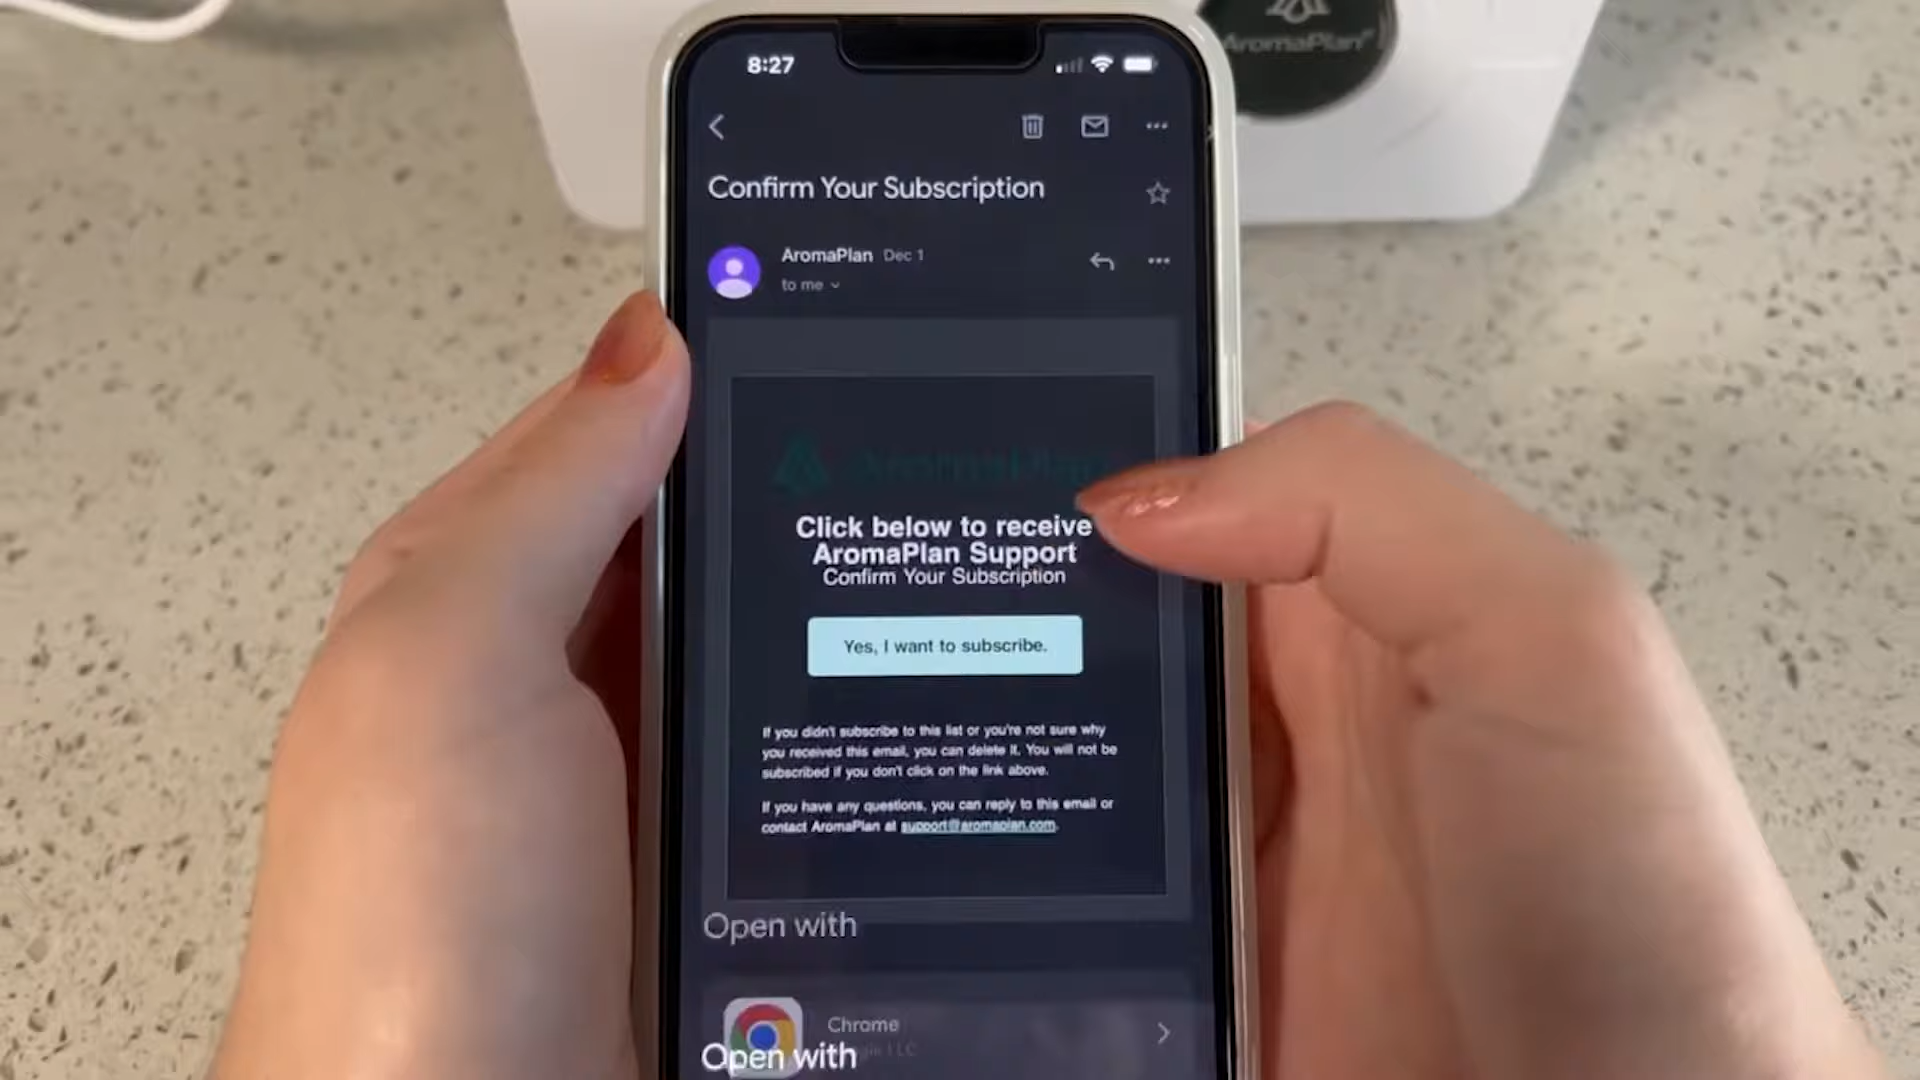 AromaPlan
8:27
Confirm Your Subscription
AromaPlan Dec 1
to me
AromaPlan
Click below to receive
AromaPlan Support
Confirm Your Subscription
Yes, I want to subscribe.
If you didn't subscribe to this list or you're not sure why
you received this email, you can delete it. You will not be
subscribed if you don't click on the link above.
If you have any questions, you can reply to this email or
contact AromaPlan at support@aromaplan.com.
Open with
Chrome
LLC
Open with